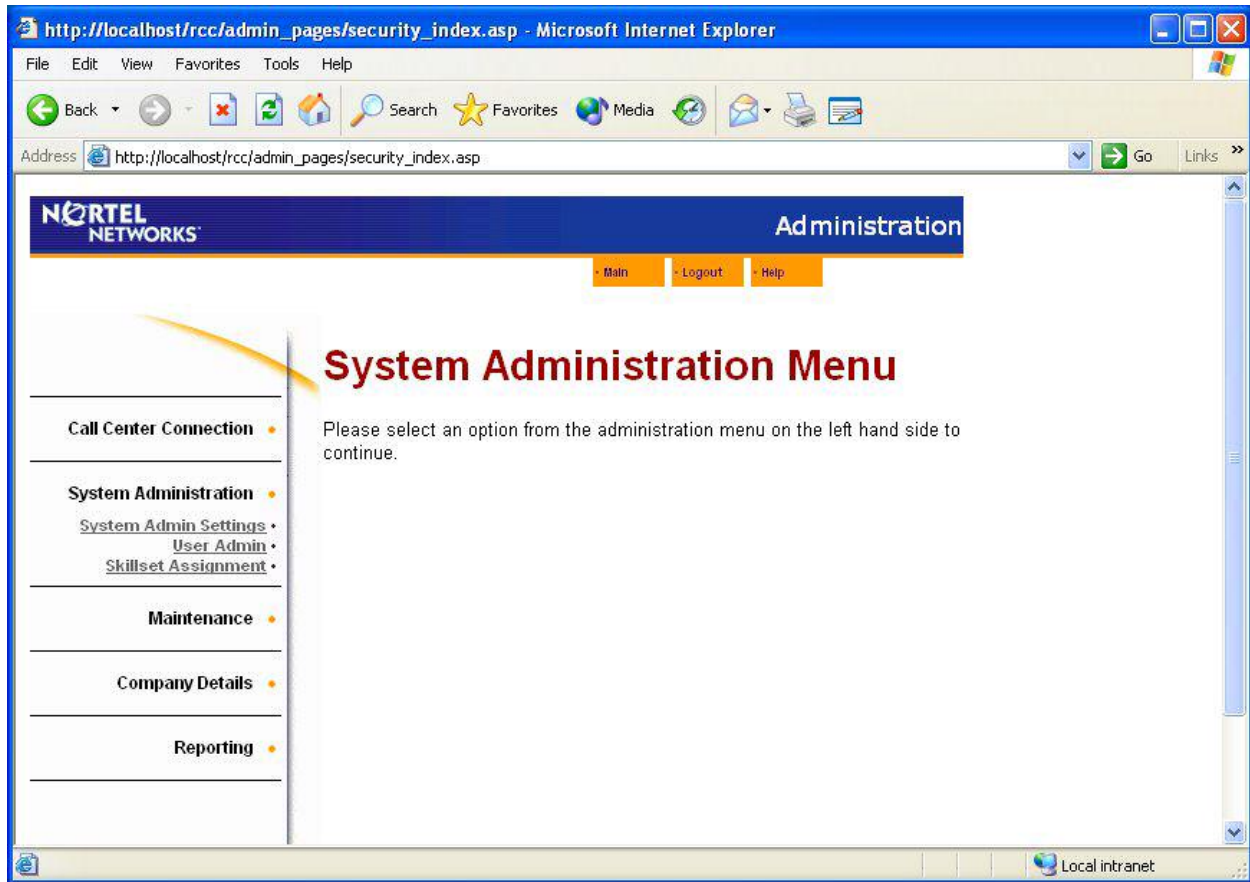 http://localhost/rcc/admin_pages/security_index.asp - Microsoft Internet Explorer
File Edit View Favorites Tools Help
Back Search Favorites Media
Address http://localhost/rcc/admin_pages/security_index.asp Go Links »
NORTEL
NETWORKS
Administration
- Main - Logout - Help
System Administration Menu
Please select an option from the administration menu on the left hand side to
continue.
Call Center Connection •
System Administration •
System Admin Settings •
User Admin •
Skillset Assignment •
Maintenance •
Company Details •
Reporting •
Local intranet